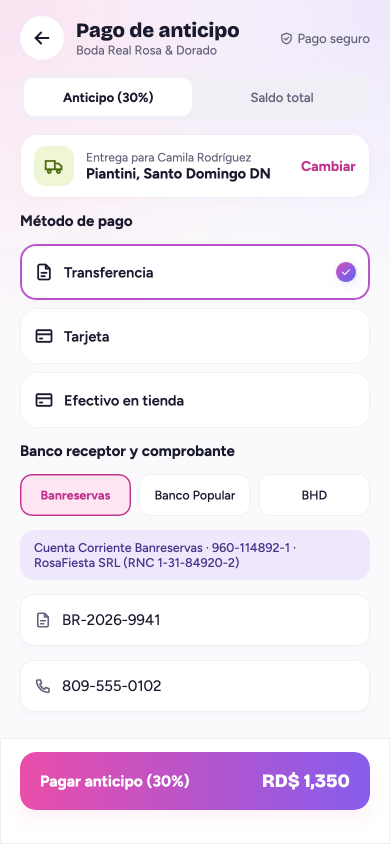 Pago de anticipo
Boda Real Rosa & Dorado
Pago seguro
Anticipo (30%)
Saldo total
Entrega para Camila Rodríguez
Piantini, Santo Domingo DN
Cambiar
Método de pago
Transferencia
Tarjeta
Efectivo en tienda
Banco receptor y comprobante
Banreservas
Banco Popular
BHD
Cuenta Corriente Banreservas · 960-114892-1 ·
RosaFiesta SRL (RNC 1-31-84920-2)
BR-2026-9941
809-555-0102
Pagar anticipo (30%)
RD$ 1,350